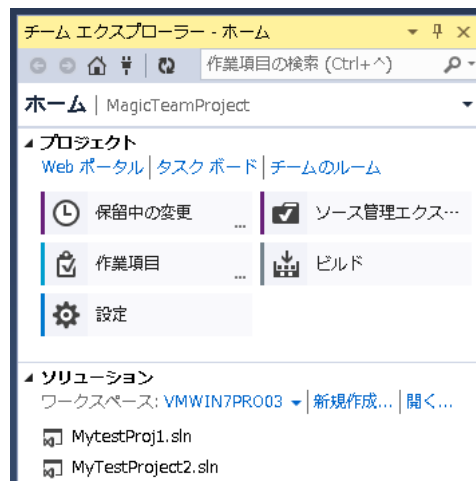 チーム エクスプローラー - ホーム
作業項目の検索 (Ctrl+^)
ホーム | MagicTeamProject
プロジェクト
Web ポータル | タスク ボード | チームのルーム
保留中の変更 ... ソース管理エクス…
作業項目 ... ビルド
設定
ソリューション
ワークスペース: VMWIN7PRO03 | 新規作成... | 開く...
MytestProj1.sln
MyTestProject2.sln